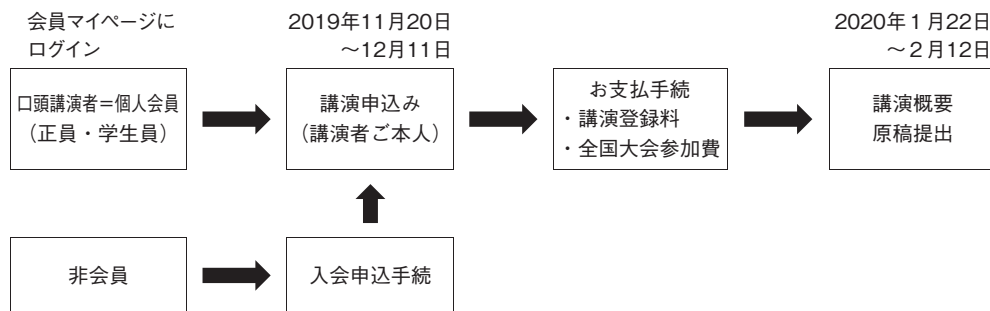 会員マイページに
ログイン
2019年11月20日
～12月11日
2020年1月22日
～2月12日
口頭講演者＝個人会員
（正員・学生員）
講演申込み
（講演者ご本人）
お支払手続
・講演登録料
・全国大会参加費
講演概要
原稿提出
非会員
入会申込手続